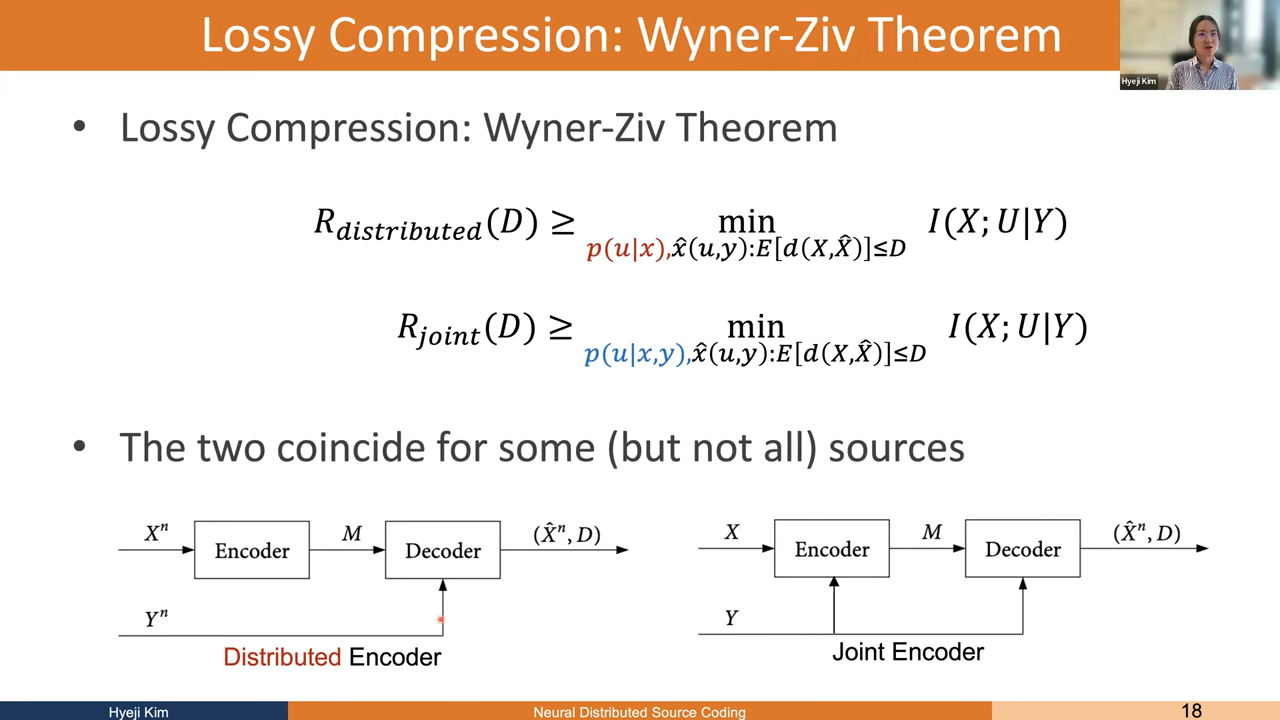 Lossy Compression: Wyner-Ziv Theorem
Hyeji Kim
• Lossy Compression: Wyner-Ziv Theorem
R_{distributed}(D) ≥ min_{p(u|x),x̂(u,y):E[d(X,X̂)]≤D} I(X;U|Y)
R_{joint}(D) ≥ min_{p(u|x,y),x̂(u,y):E[d(X,X̂)]≤D} I(X;U|Y)
• The two coincide for some (but not all) sources
Xⁿ Encoder M Decoder (X̂ⁿ, D)
Yⁿ
Distributed Encoder
X Encoder M Decoder (X̂ⁿ, D)
Y
Joint Encoder
Hyeji Kim Neural Distributed Source Coding 18